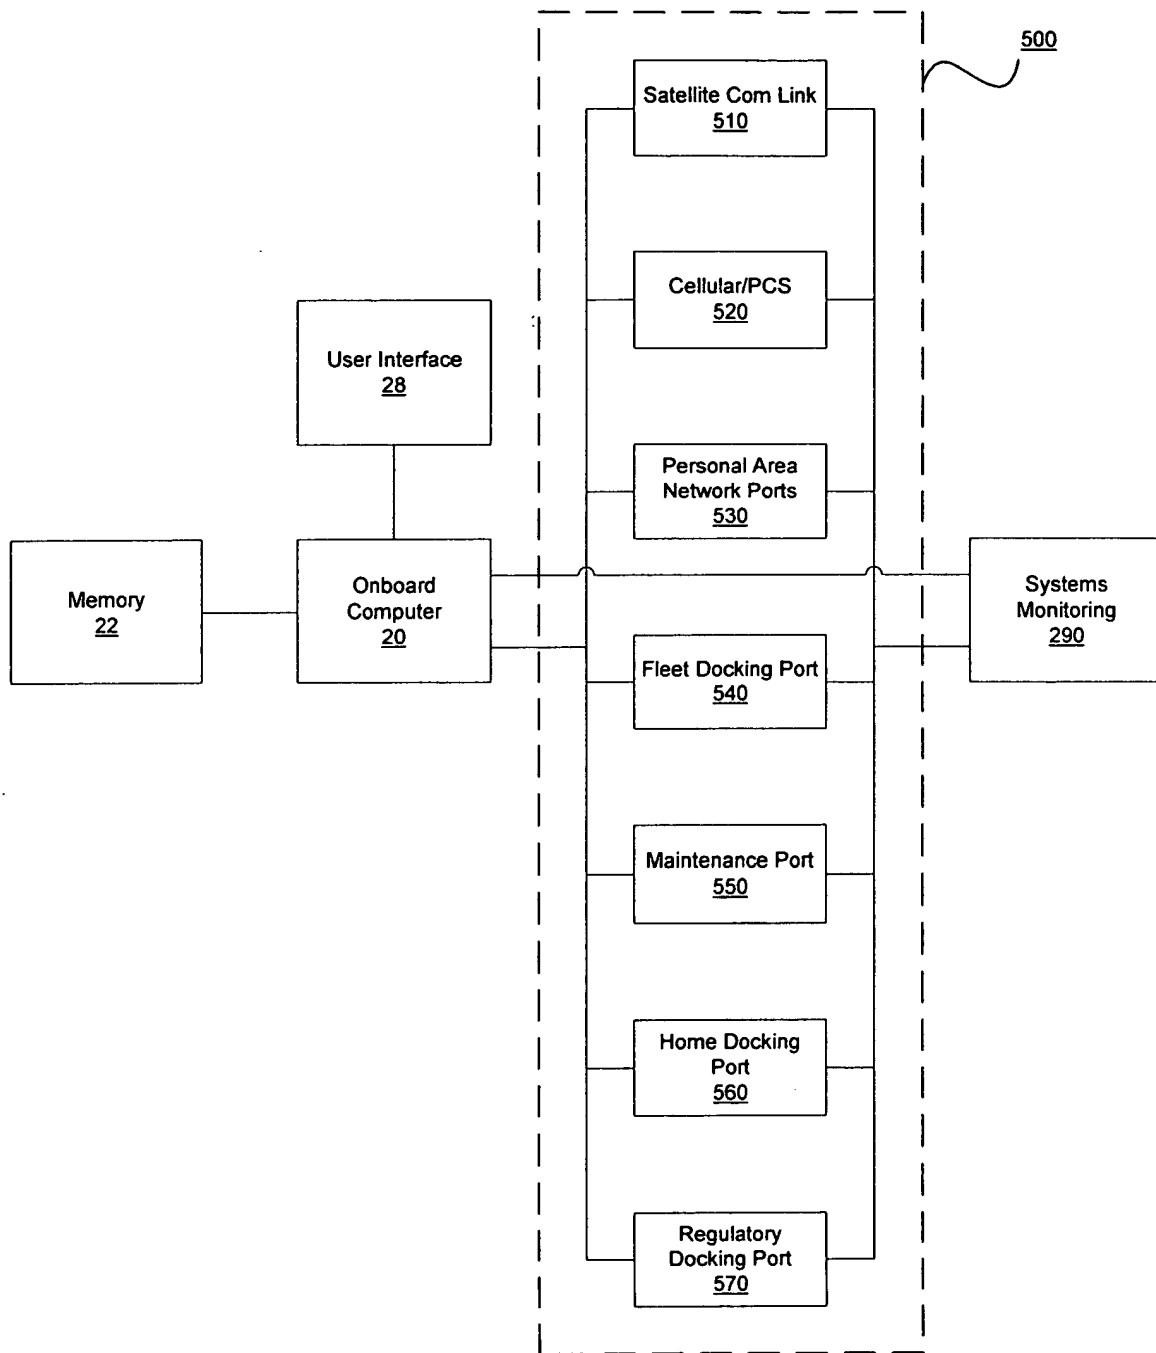 500
Satellite Com Link
510
Cellular/PCS
520
User Interface
28
Personal Area
Network Ports
530
Memory
22
Onboard
Computer
20
Systems
Monitoring
290
Fleet Docking Port
540
Maintenance Port
550
Home Docking
Port
560
Regulatory
Docking Port
570